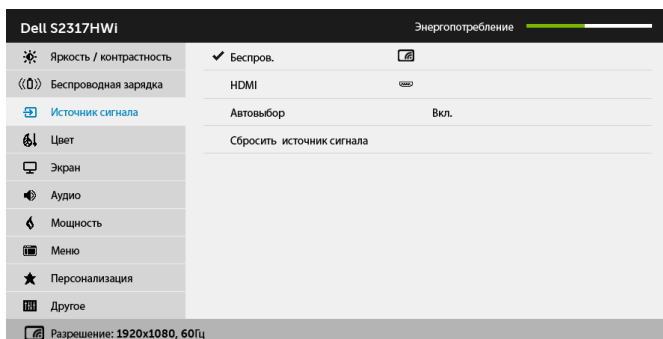 Dell S2317HWi
Энергопотребление
Яркость / контрастность
Беспроводная зарядка
Источник сигнала
Цвет
Экран
Аудио
Мощность
Меню
Персонализация
Другое
Беспров.
HDMI
Автовыбор Вкл.
Сбросить источник сигнала
Разрешение: 1920x1080, 60Гц